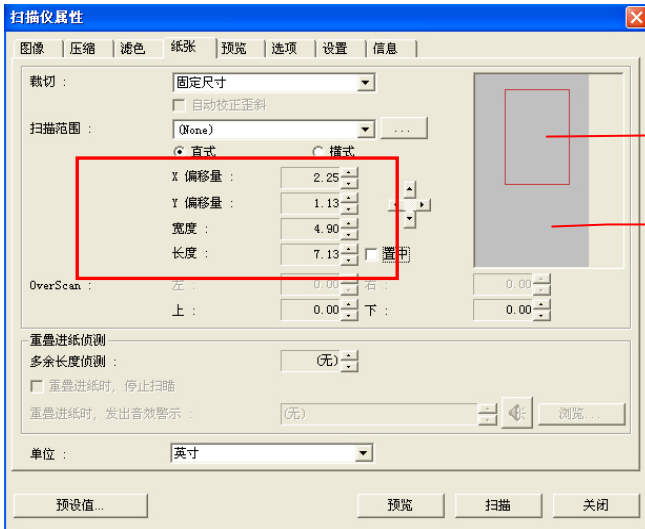 扫描仪属性
图像 压缩 滤色 纸张 预览 选项 设置 信息
裁切 : 固定尺寸
自动校正歪斜
扫描范围 : (None) ...
直式 横式
X 偏移量 : 2.25
Y 偏移量 : 1.13
宽度 : 4.90
长度 : 7.13 置中
OverScan : 左 : 0.00 右 : 0.00
上 : 0.00 下 : 0.00
重叠进纸侦测
多余长度侦测 : (无)
重叠进纸时, 停止扫瞄
重叠进纸时, 发出音效警示 : (无) 浏览...
单位 : 英寸
预设值... 预览 扫描 关闭